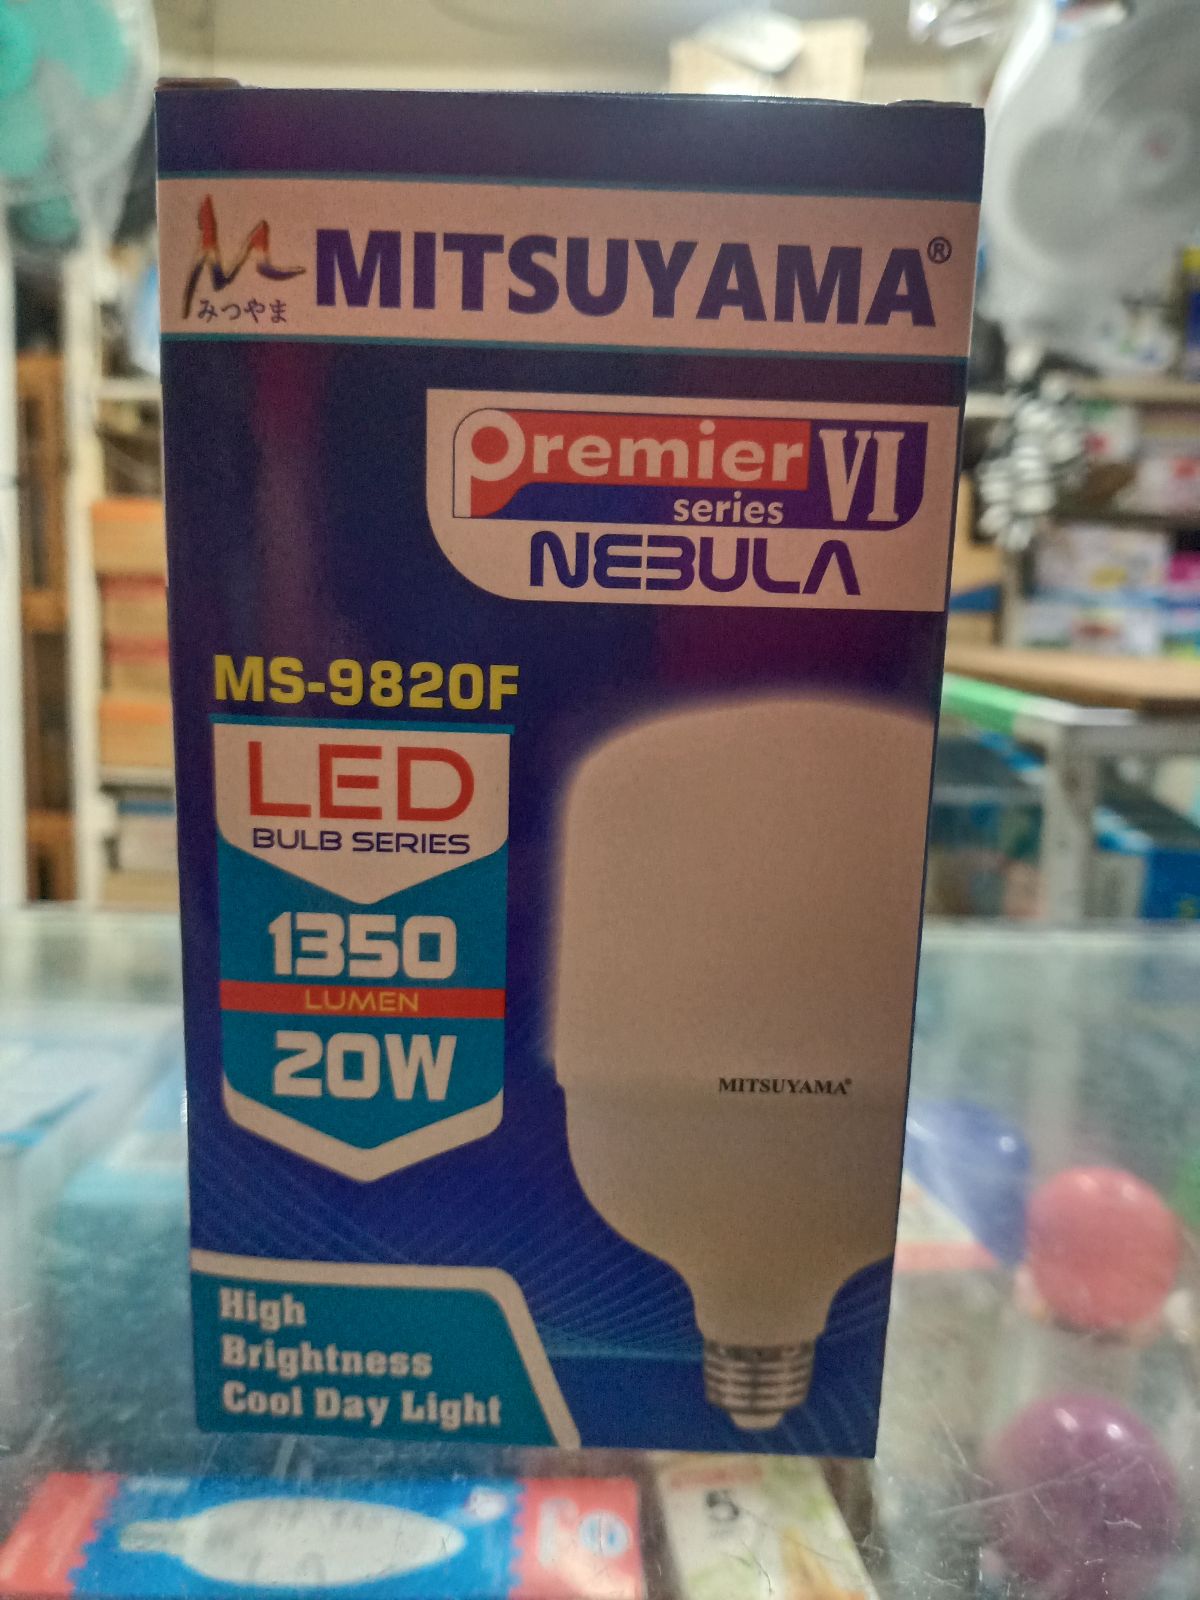 MITSUYAMA®
みつやま
Premier VI
series
NEBULA
MS-9820F
LED
BULB SERIES
1350
LUMEN
20W
MITSUYAMA®
High
Brightness
Cool Day Light
5